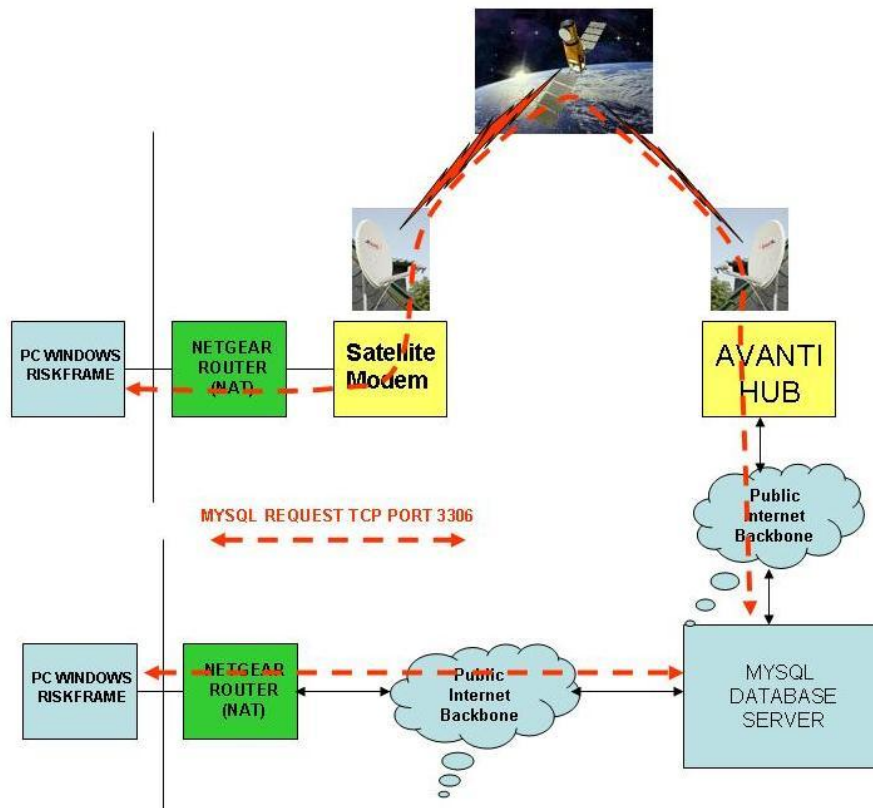 PC WINDOWS
RISKFRAME
NETGEAR
ROUTER
(NAT)
Satellite
Modem
AVANTI
HUB
Public
Internet
Backbone
MYSQL REQUEST TCP PORT 3306
PC WINDOWS
RISKFRAME
NETGEAR
ROUTER
(NAT)
Public
Internet
Backbone
MYSQL
DATABASE
SERVER